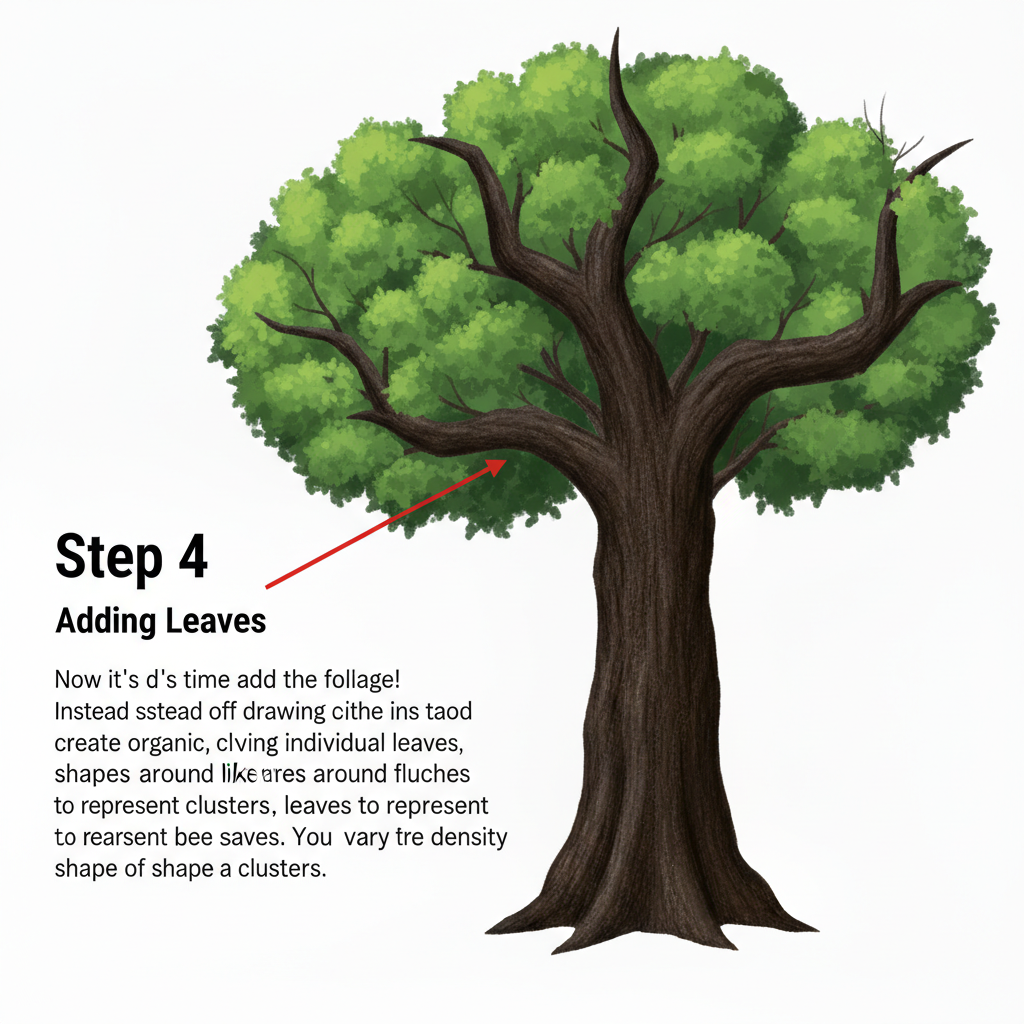 Step 4
Adding Leaves
Now it's d's time add the follage!
Instead sstead off drawing cithe ins taod
create organic, clving individual leaves,
shapes around like ares around fluches
to represent clusters, leaves to represent
to rearsent bee saves. You vary tre density
shape of shape a clusters.